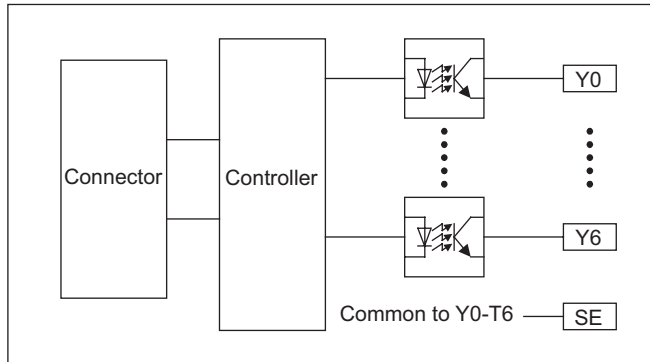 Connector
Controller
Y0
Y6
Common to Y0-T6
SE